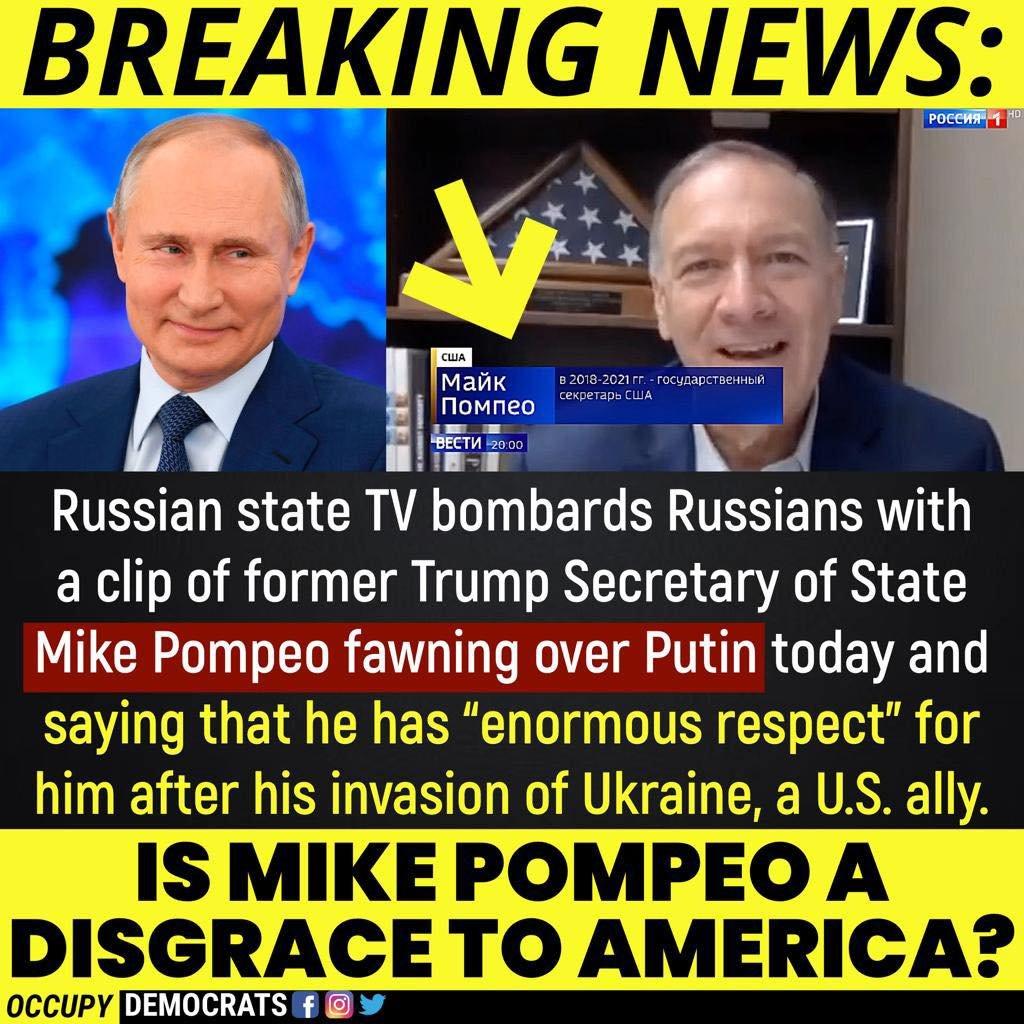 BREAKING NEWS:
РОССИЯ 1 HD
США
Майк
Помпео
в 2018-2021 гг. - государственный
секретарь США
ВЕСТИ 20:00
Russian state TV bombards Russians with
a clip of former Trump Secretary of State
Mike Pompeo fawning over Putin today and
saying that he has “enormous respect” for
him after his invasion of Ukraine, a U.S. ally.
IS MIKE POMPEO A
DISGRACE TO AMERICA?
OCCUPY DEMOCRATS